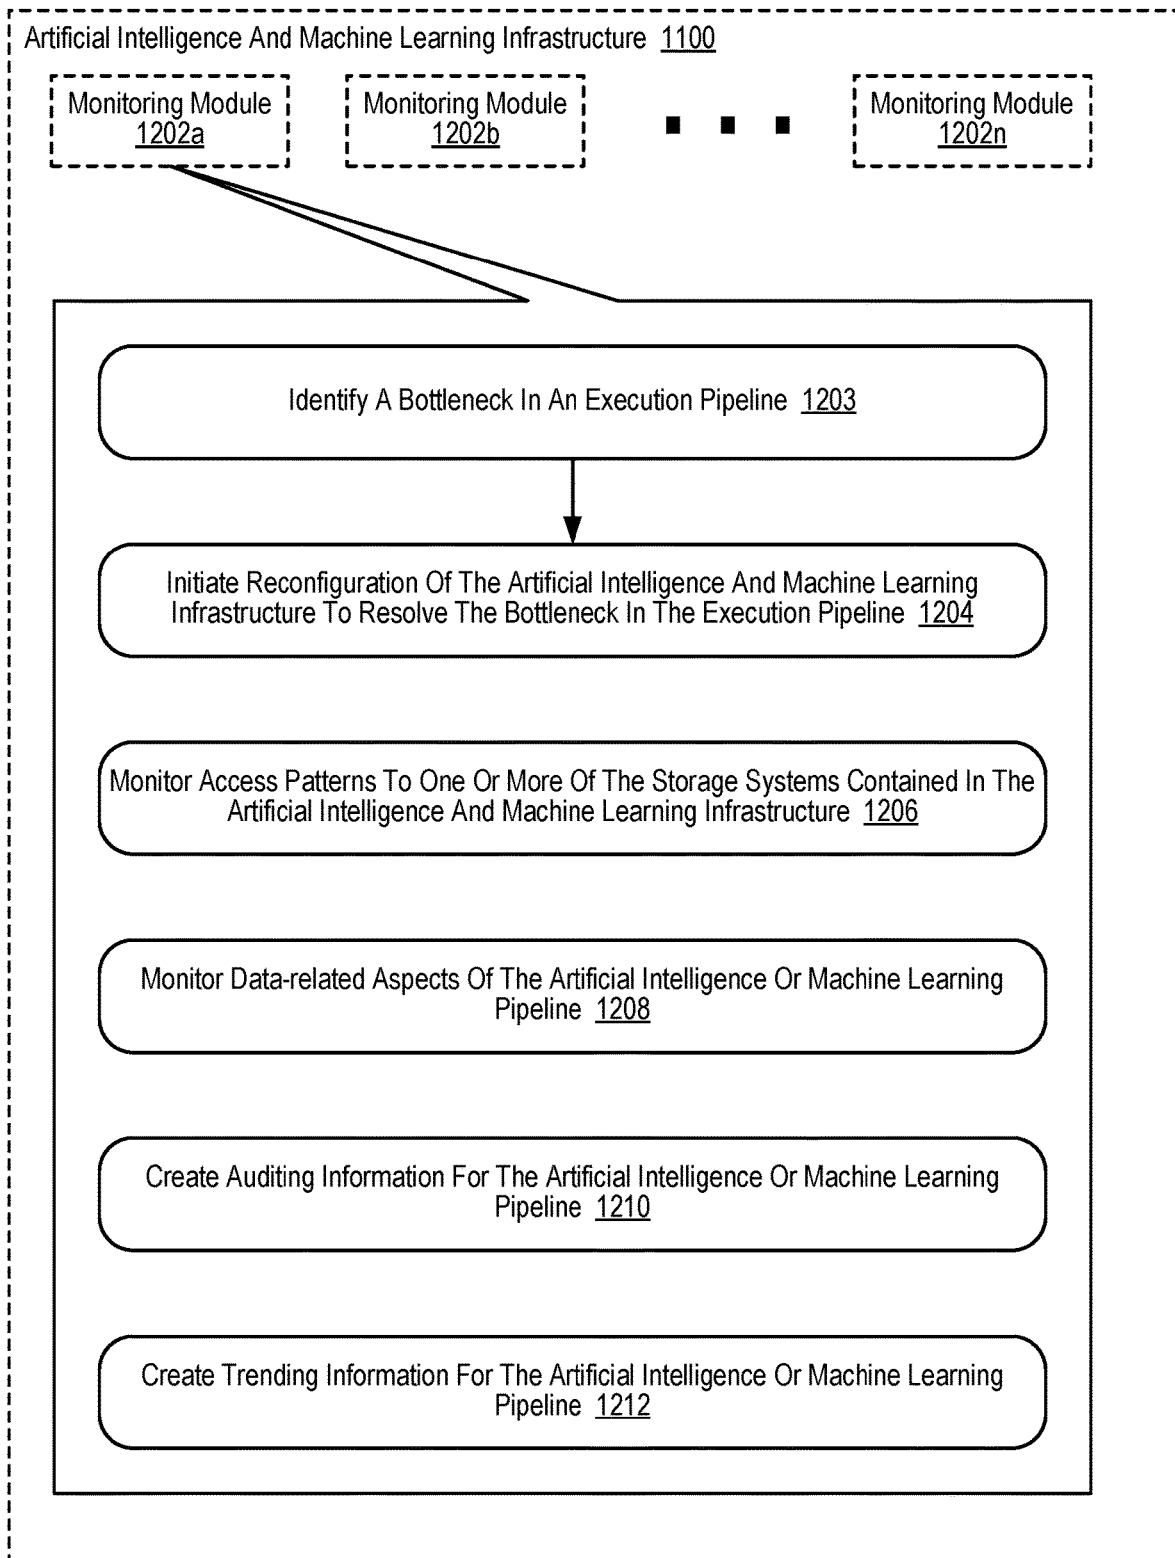 Artificial Intelligence And Machine Learning Infrastructure 1100
Monitoring Module
1202a
Monitoring Module
1202b
Monitoring Module
1202n
Identify A Bottleneck In An Execution Pipeline 1203
Initiate Reconfiguration Of The Artificial Intelligence And Machine Learning
Infrastructure To Resolve The Bottleneck In The Execution Pipeline 1204
Monitor Access Patterns To One Or More Of The Storage Systems Contained In The
Artificial Intelligence And Machine Learning Infrastructure 1206
Monitor Data-related Aspects Of The Artificial Intelligence Or Machine Learning
Pipeline 1208
Create Auditing Information For The Artificial Intelligence Or Machine Learning
Pipeline 1210
Create Trending Information For The Artificial Intelligence Or Machine Learning
Pipeline 1212